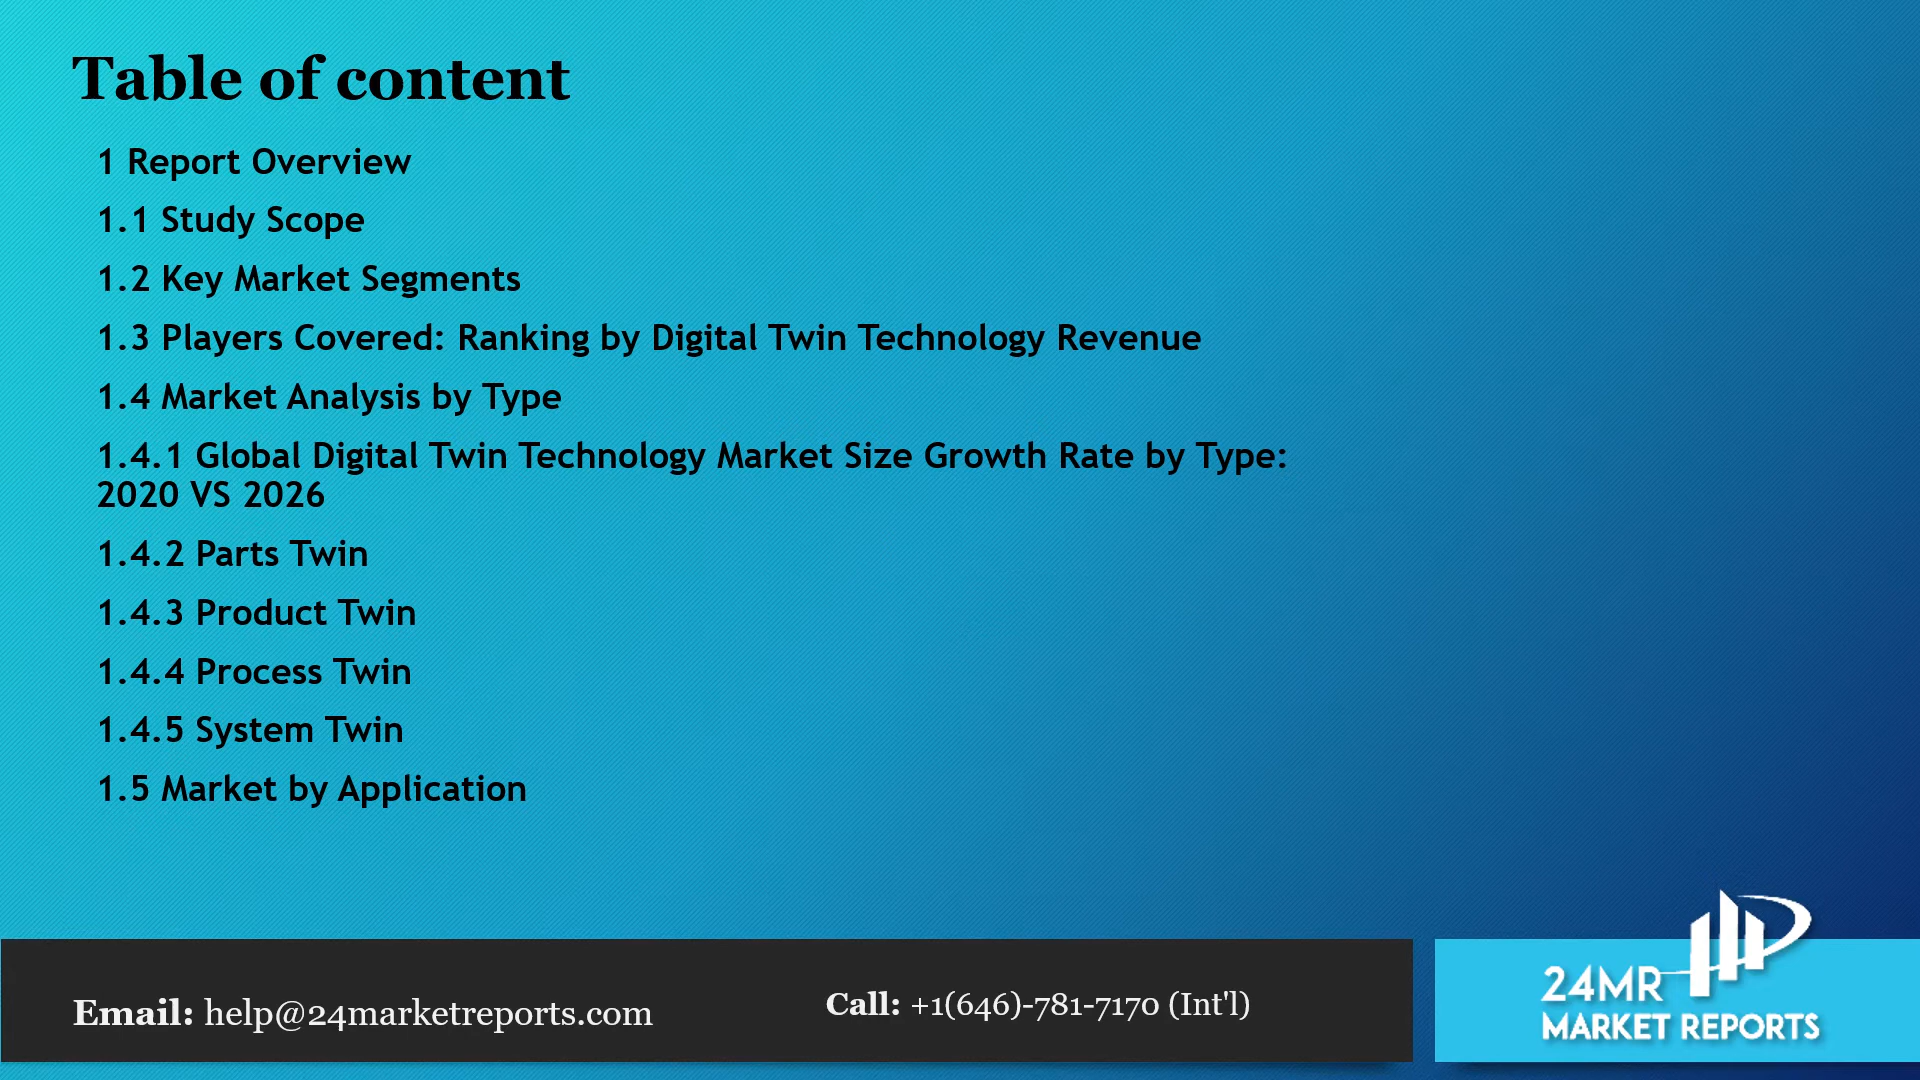 Table of content
1 Report Overview
1.1 Study Scope
1.2 Key Market Segments
1.3 Players Covered: Ranking by Digital Twin Technology Revenue
1.4 Market Analysis by Type
1.4.1 Global Digital Twin Technology Market Size Growth Rate by Type:
2020 VS 2026
1.4.2 Parts Twin
1.4.3 Product Twin
1.4.4 Process Twin
1.4.5 System Twin
1.5 Market by Application
Email: help@24marketreports.com
Call: +1(646)-781-7170 (Int'l)
24MR
MARKET REPORTS